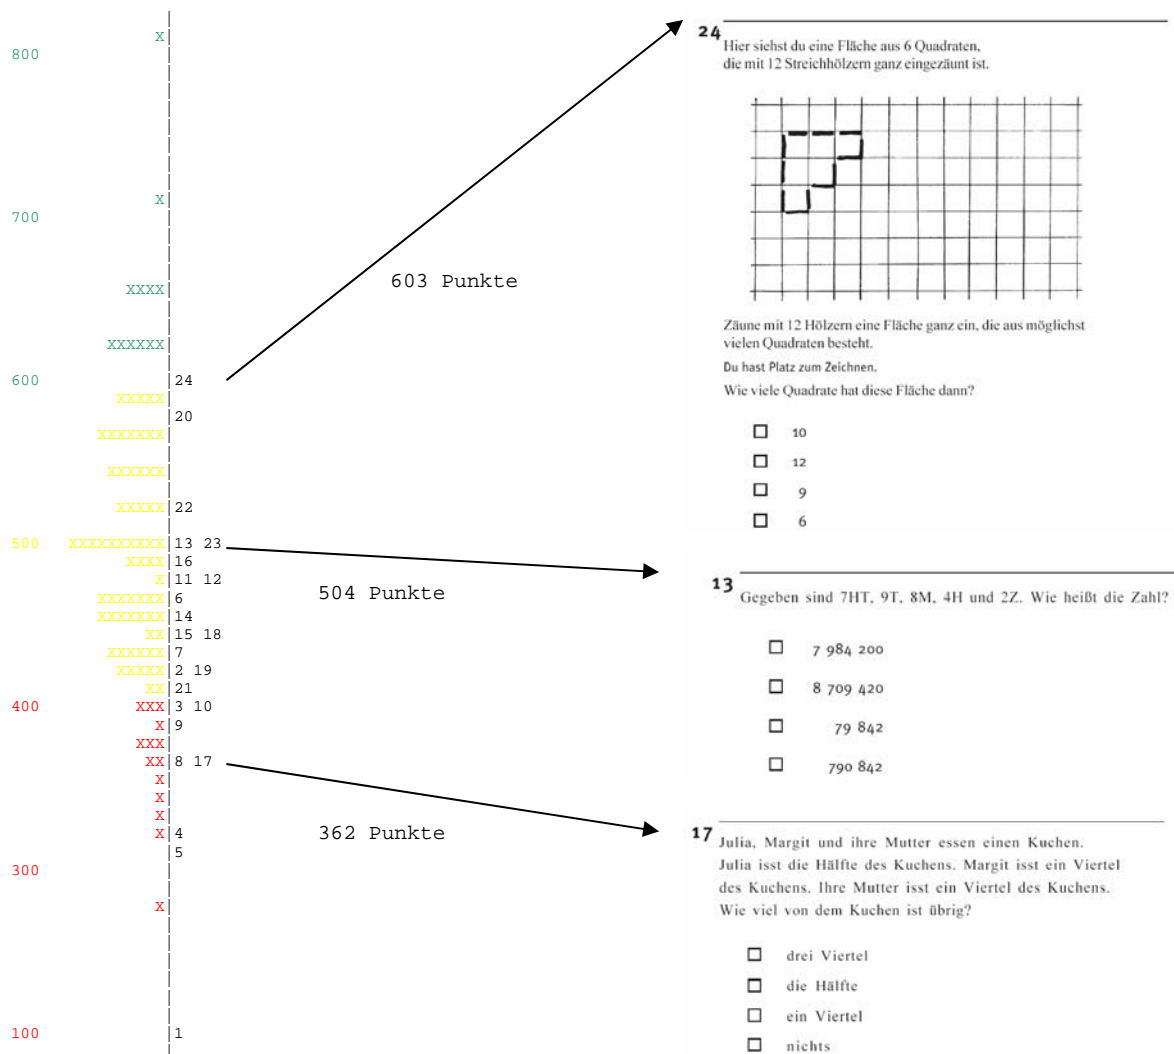 X|
800
X|
700
XXXX|
XXXXXX|
600 |24
XXXXX|
|20
XXXXXXX|
XXXXXX|
XXXXX|22
500 XXXXXXXXXX|13 23
XXXX|16
X|11 12
XXXXXXX|6
XXXXXXX|14
XX|15 18
XXXXXX|7
XXXXX|2 19
XX|21
400 XXX|3 10
X|9
XXX|
XX|8 17
X|
X|
X|
X|4
|5
300
X|
100 |1
603 Punkte
504 Punkte
362 Punkte
24
Hier siehst du eine Fläche aus 6 Quadraten,
die mit 12 Streichhölzern ganz eingezäunt ist.
Zäune mit 12 Hölzern eine Fläche ganz ein, die aus möglichst
vielen Quadraten besteht.
Du hast Platz zum Zeichnen.
Wie viele Quadrate hat diese Fläche dann?
10
12
9
6
13
Gegeben sind 7HT, 9T, 8M, 4H und 2Z. Wie heißt die Zahl?
7 984 200
8 709 420
79 842
790 842
17
Julia, Margit und ihre Mutter essen einen Kuchen.
Julia isst die Hälfte des Kuchens. Margit isst ein Viertel
des Kuchens. Ihre Mutter isst ein Viertel des Kuchens.
Wie viel von dem Kuchen ist übrig?
drei Viertel
die Hälfte
ein Viertel
nichts